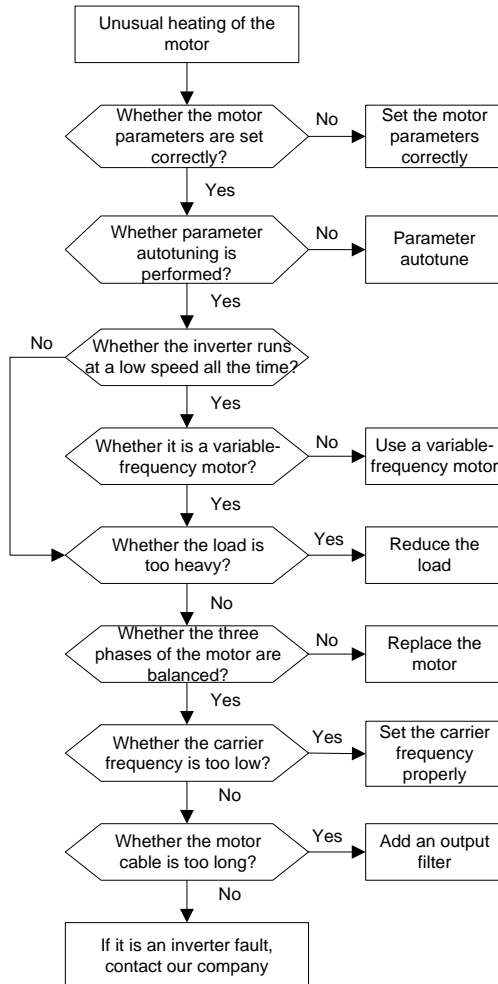 Unusual heating of the
motor
Whether the motor
parameters are set
correctly?
No
Set the motor
parameters
correctly
Yes
Whether parameter
autotuning is
performed?
No
Parameter
autotune
Yes
No
Whether the inverter runs
at a low speed all the time?
Yes
Whether it is a variable-
frequency motor?
No
Use a variable-
frequency motor
Yes
Whether the load is
too heavy?
Yes
Reduce the
load
No
Whether the three
phases of the motor are
balanced?
No
Replace the
motor
Yes
Whether the carrier
frequency is too low?
Yes
Set the carrier
frequency
properly
No
Whether the motor
cable is too long?
Yes
Add an output
filter
No
If it is an inverter fault,
contact our company